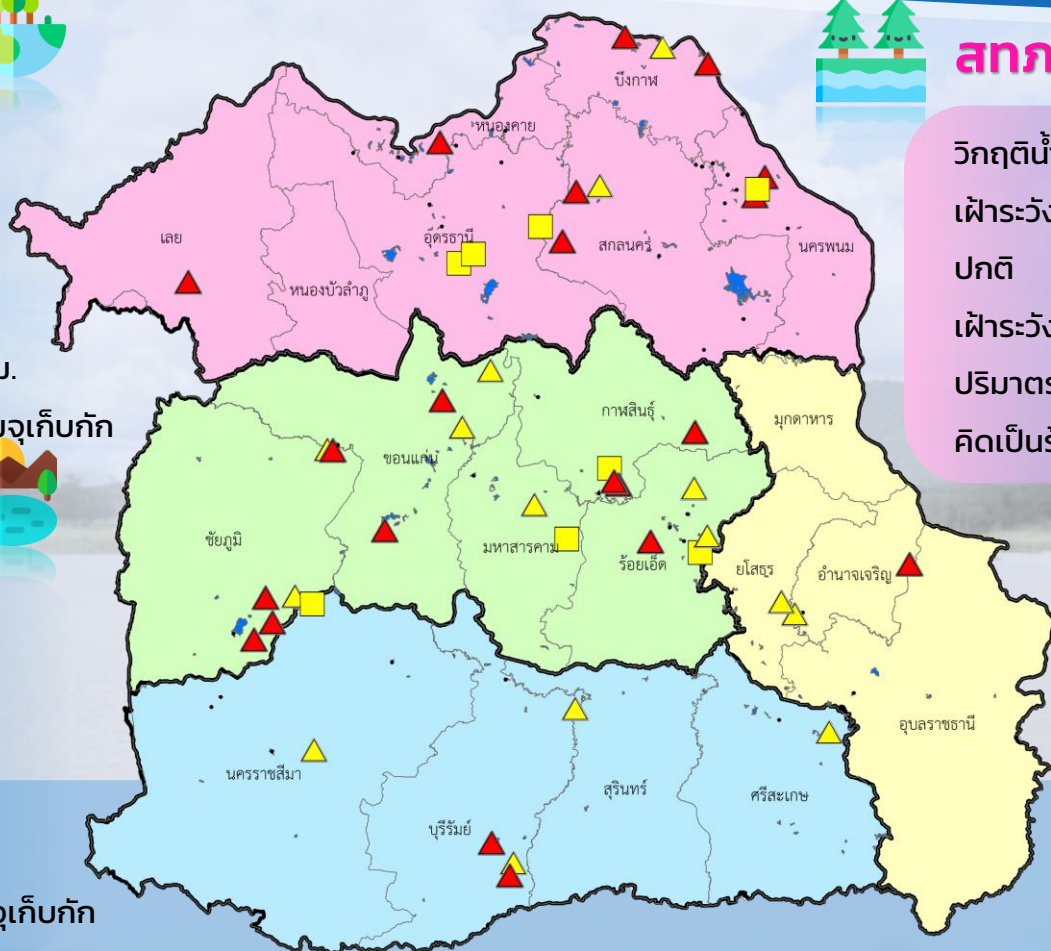 สทภ
วิกฤติน้
เฝ้าระวัง
ปกติ
เฝ้าระวัง
ปริมาตร
คิดเป็นร้
ม.
จุเก็บกัก
จุเก็บกัก
บึงกาฬ
หนองคาย
เลย
อุดรธานี
สกลนคร
นครพนม
หนองบัวลำภู
กาฬสินธุ์
มุกดาหาร
ขอนแก่น
ชัยภูมิ
มหาสารคาม
ร้อยเอ็ด
ยโสธร
อำนาจเจริญ
อุบลราชธานี
นครราชสีมา
สุรินทร์
ศรีสะเกษ
บุรีรัมย์